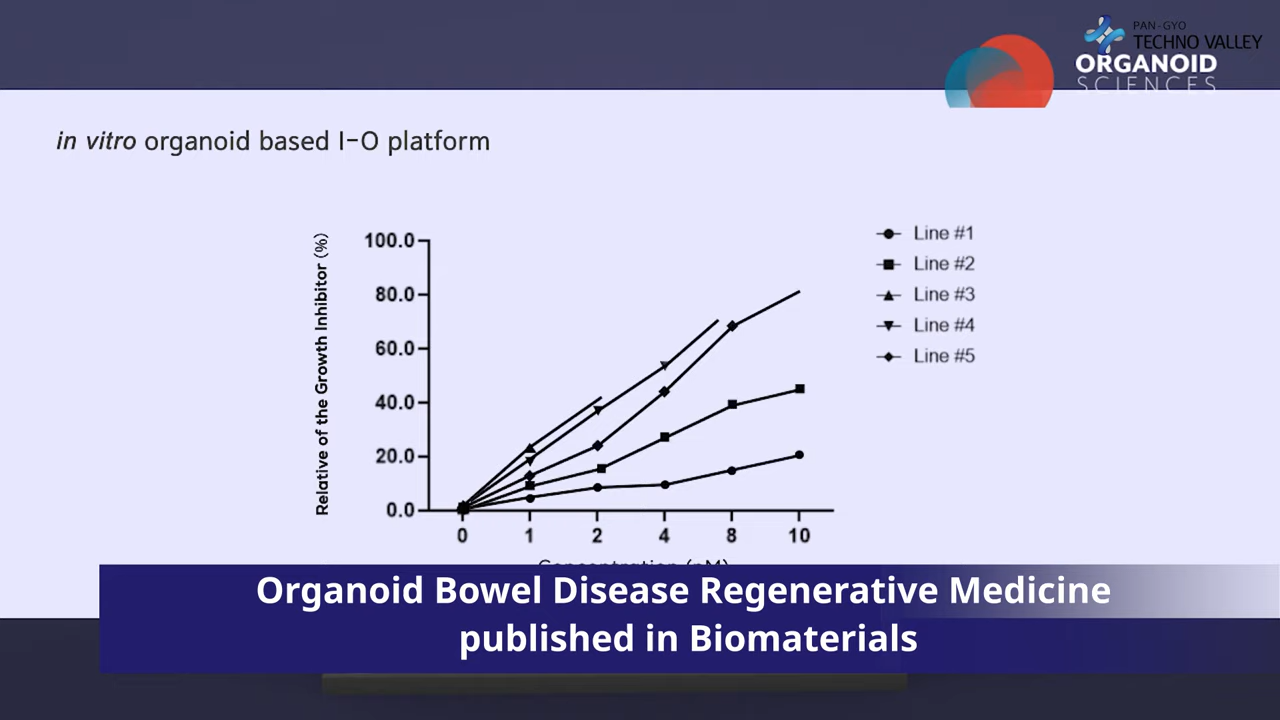 PAN-GYO
TECHNO VALLEY
ORGANOID
SCIENCES
in vitro organoid based I-O platform
Relative of the Growth Inhibitor (%)
100.0
80.0
60.0
40.0
20.0
0.0
0 1 2 4 8 10
Line #1
Line #2
Line #3
Line #4
Line #5
Organoid Bowel Disease Regenerative Medicine
published in Biomaterials